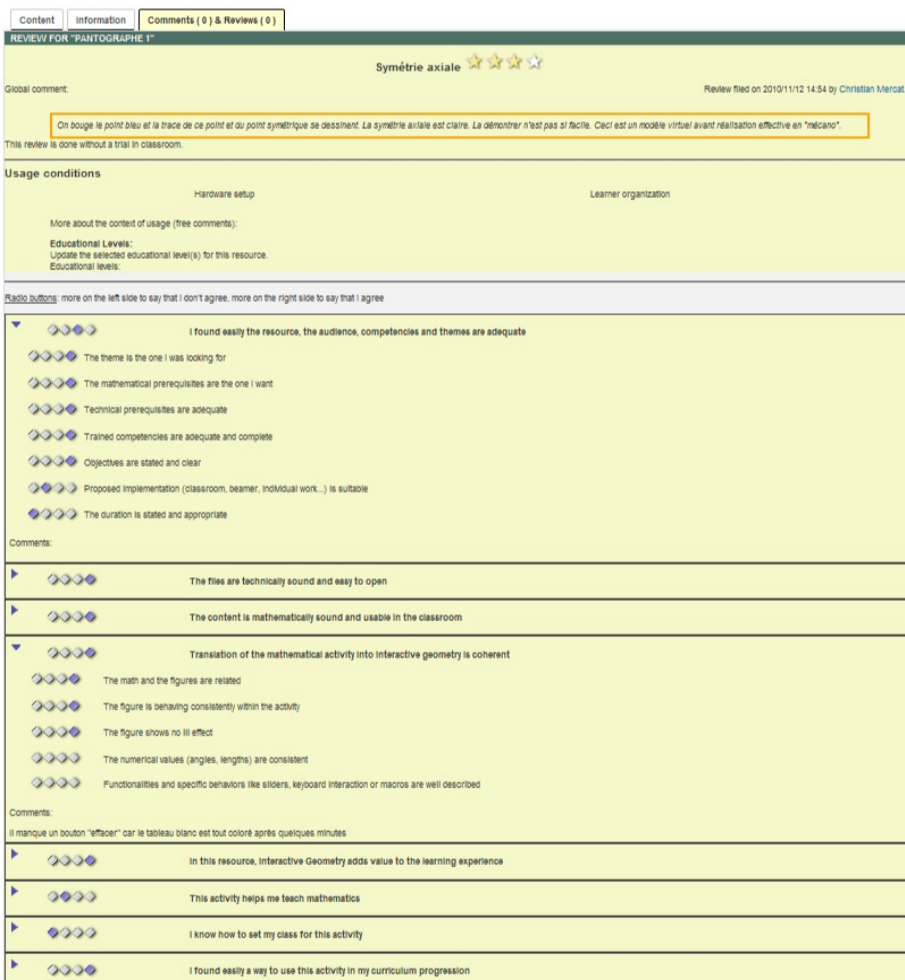 Content Information Comments ( 0 ) & Reviews ( 0 )
REVIEW FOR "PANTOGRAPHE 1"
Symétrie axiale
Global comment: Review filed on 2010/11/12 14:54 by Christian Mercat.
On bouge le point bleu et la trace de ce point et du point symétrique se dessinent. La symétrie axiale est claire. La démontrer n'est pas si facile. Ceci est un modèle virtuel avant réalisation effective en "mécano".
This review is done without a trial in classroom.
Usage conditions
Hardware setup Learner organization
More about the context of usage (free comments):
Educational Levels:
Update the selected educational level(s) for this resource.
Educational levels:
Radio buttons: more on the left side to say that I don't agree, more on the right side to say that I agree
I found easily the resource, the audience, competencies and themes are adequate
The theme is the one I was looking for
The mathematical prerequisites are the one I want
Technical prerequisites are adequate
Trained competencies are adequate and complete
Objectives are stated and clear
Proposed implementation (classroom, beamer, individual work...) is suitable
The duration is stated and appropriate
Comments:
The files are technically sound and easy to open
The content is mathematically sound and usable in the classroom
Translation of the mathematical activity into interactive geometry is coherent
The math and the figures are related
The figure is behaving consistently within the activity
The figure shows no ill effect
The numerical values (angles, lengths) are consistent
Functionalities and specific behaviors like sliders, keyboard interaction or macros are well described
Comments:
Il manque un bouton "effacer" car le tableau blanc est tout coloré après quelques minutes
In this resource, Interactive Geometry adds value to the learning experience
This activity helps me teach mathematics
I know how to set my class for this activity
I found easily a way to use this activity in my curriculum progression